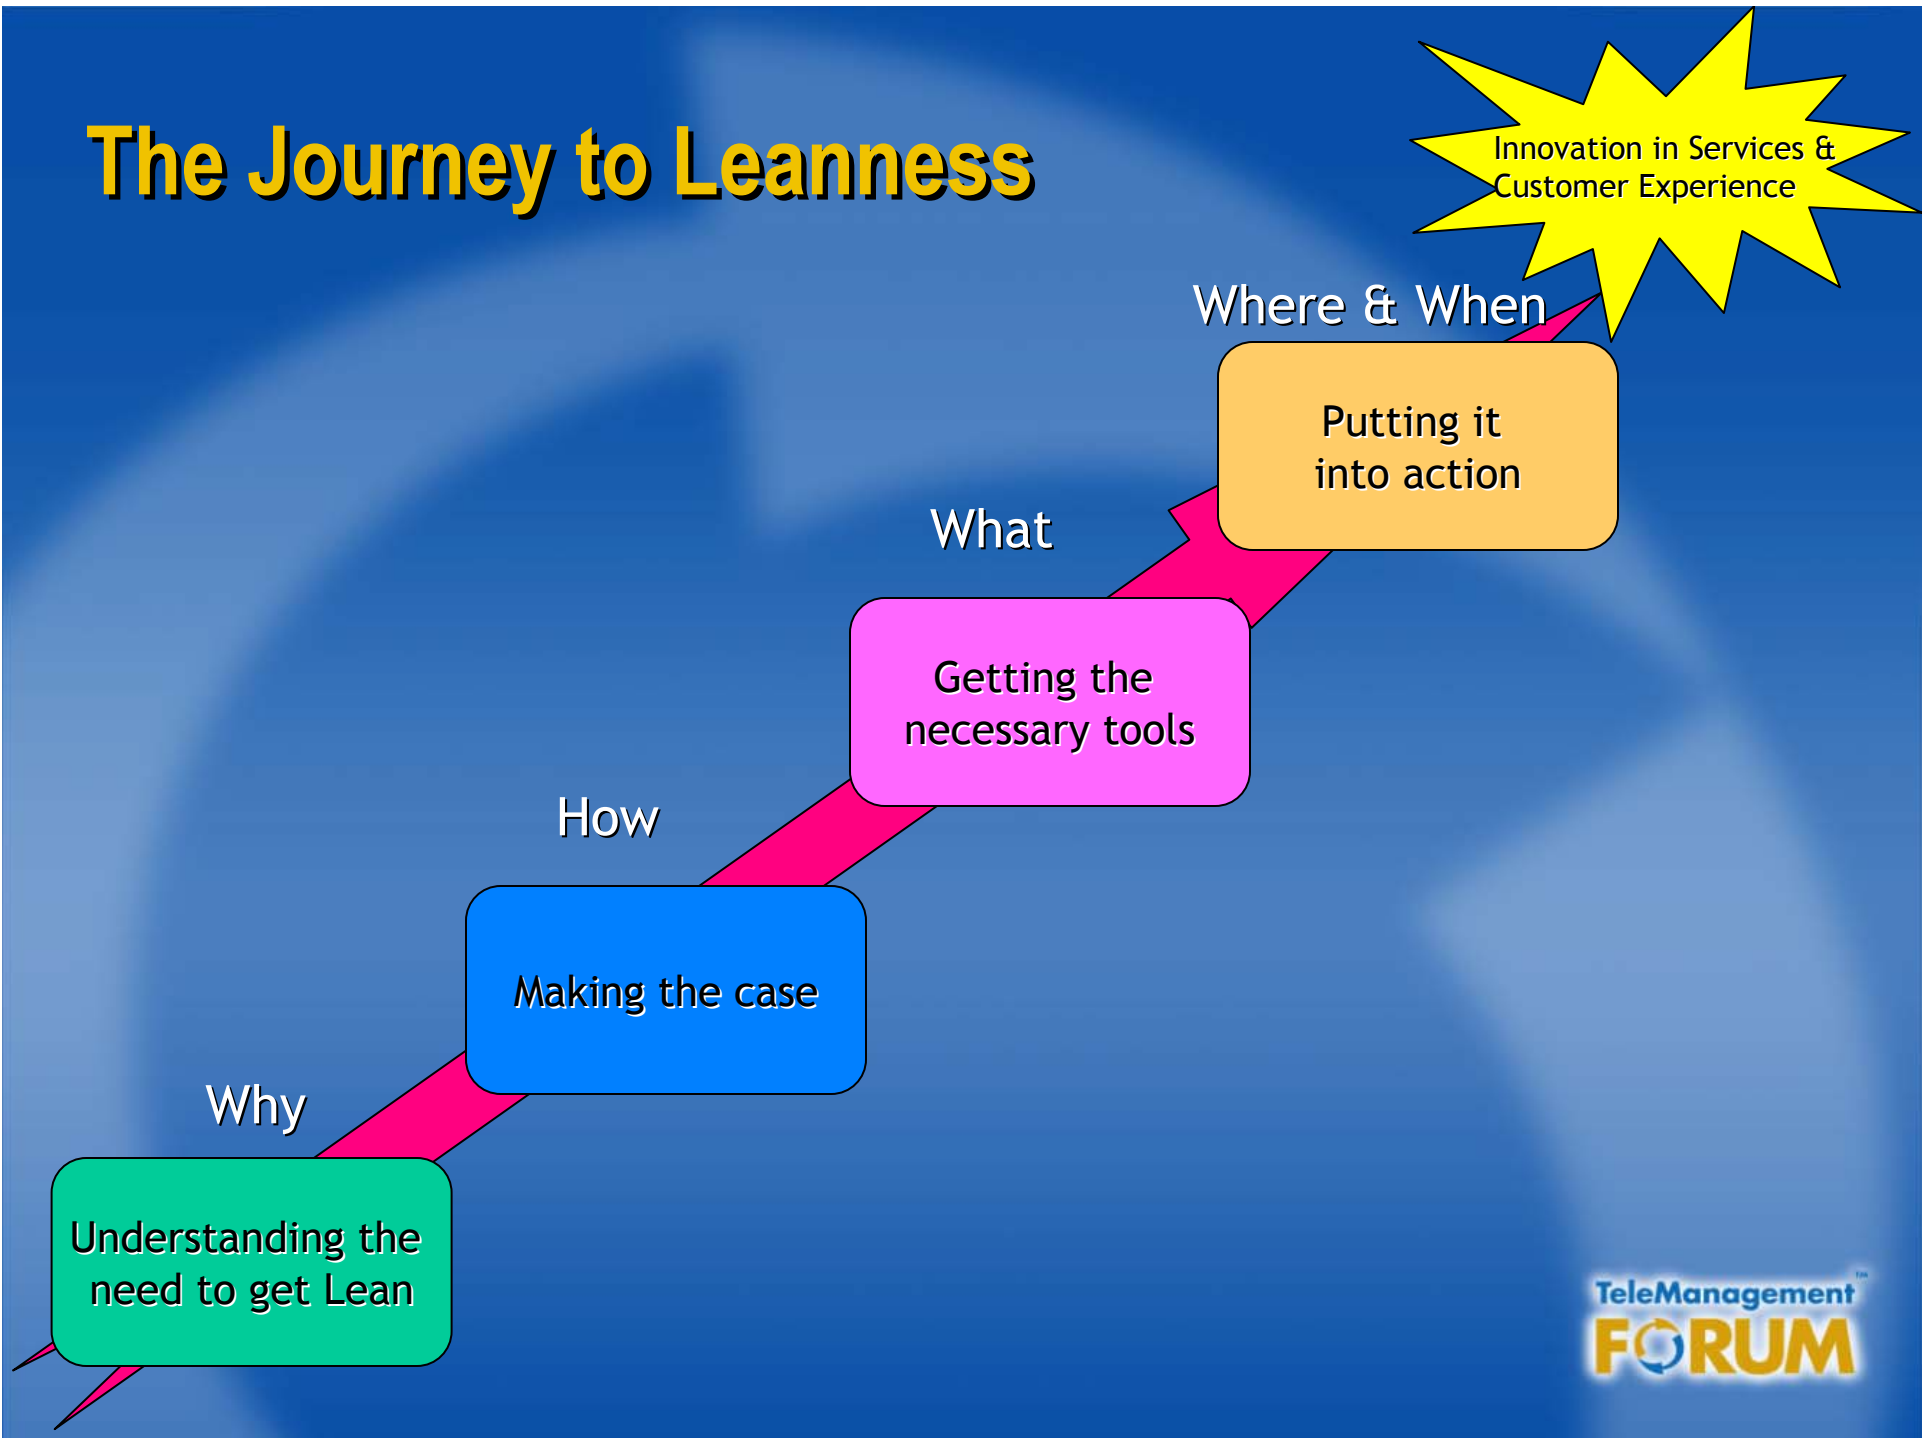 The Journey to Leanness
Innovation in Services &
Customer Experience
Where & When
Putting it
into action
What
Getting the
necessary tools
How
Making the case
Why
Understanding the
need to get Lean
TeleManagement™
FORUM